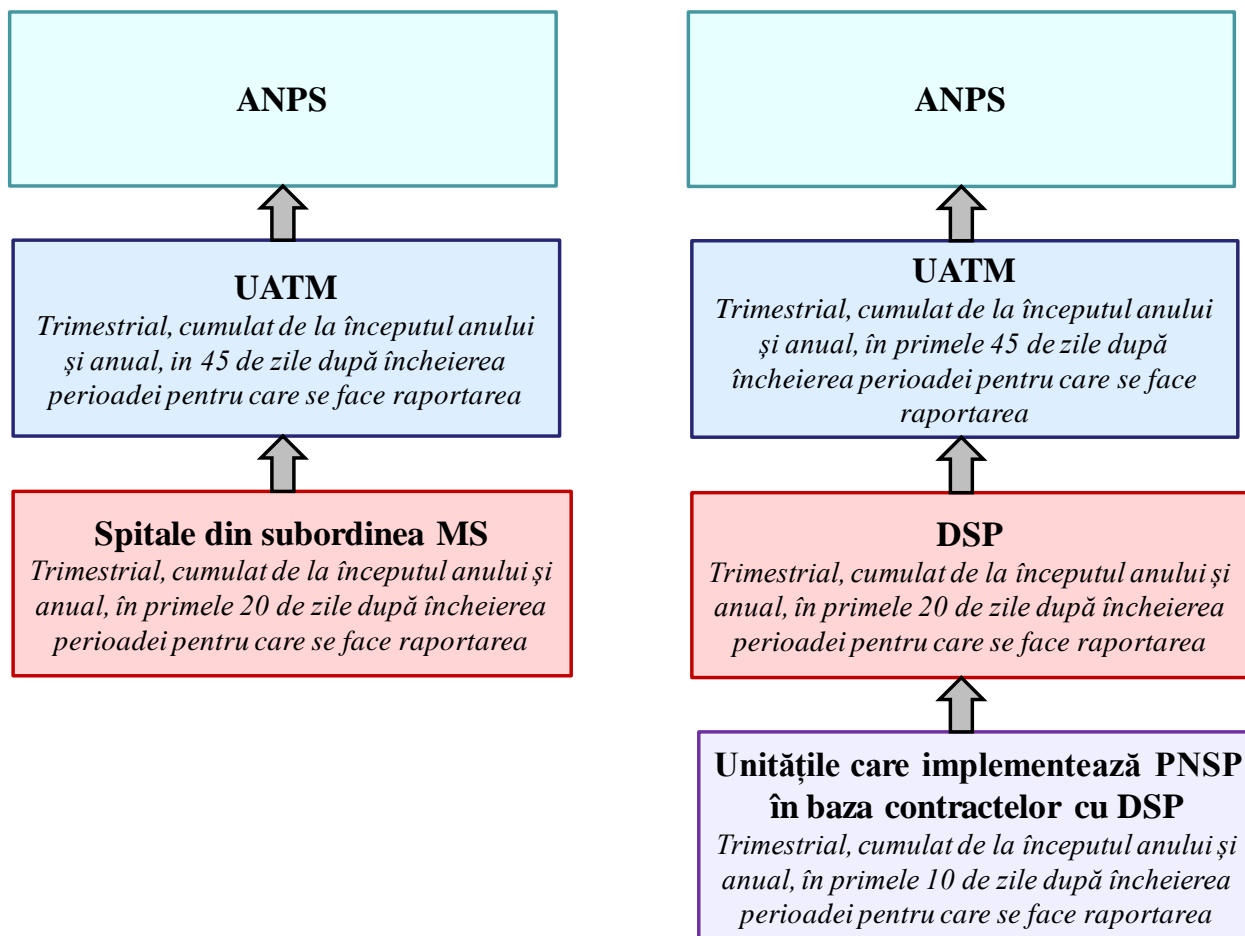 ANPS
UATM
Trimestrial, cumulat de la începutul anului
și anual, in 45 de zile după încheierea
perioadei pentru care se face raportarea
Spitale din subordinea MS
Trimestrial, cumulat de la începutul anului și
anual, în primele 20 de zile după încheierea
perioadei pentru care se face raportarea
ANPS
UATM
Trimestrial, cumulat de la începutul anului
și anual, în primele 45 de zile după
încheierea perioadei pentru care se face
raportarea
DSP
Trimestrial, cumulat de la începutul anului și
anual, în primele 20 de zile după încheierea
perioadei pentru care se face raportarea
Unitățile care implementează PNSP
în baza contractelor cu DSP
Trimestrial, cumulat de la începutul anului și
anual, în primele 10 de zile după încheierea
perioadei pentru care se face raportarea